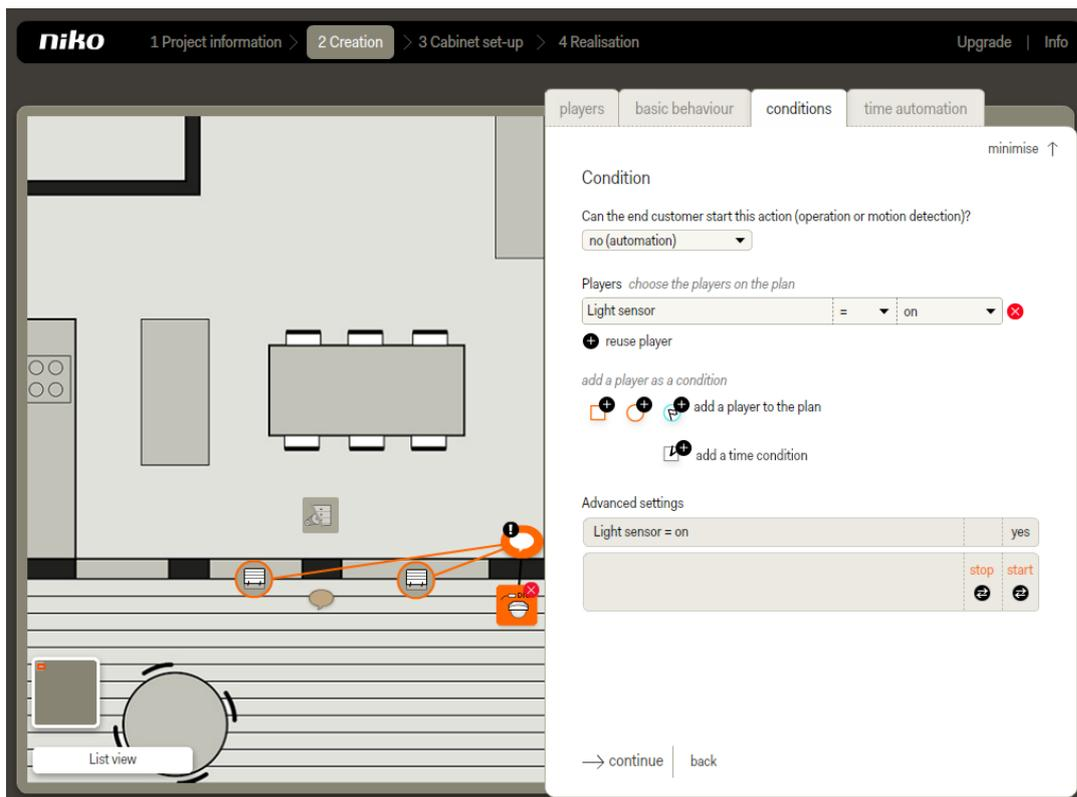 niko
1 Project information
2 Creation
3 Cabinet set-up
4 Realisation
Upgrade | Info
players
basic behaviour
conditions
time automation
minimise ↑
Condition
Can the end customer start this action (operation or motion detection)?
no (automation)
Players choose the players on the plan
Light sensor = on
reuse player
add a player as a condition
add a player to the plan
add a time condition
Advanced settings
Light sensor = on yes
stop start
→ continue | back
List view